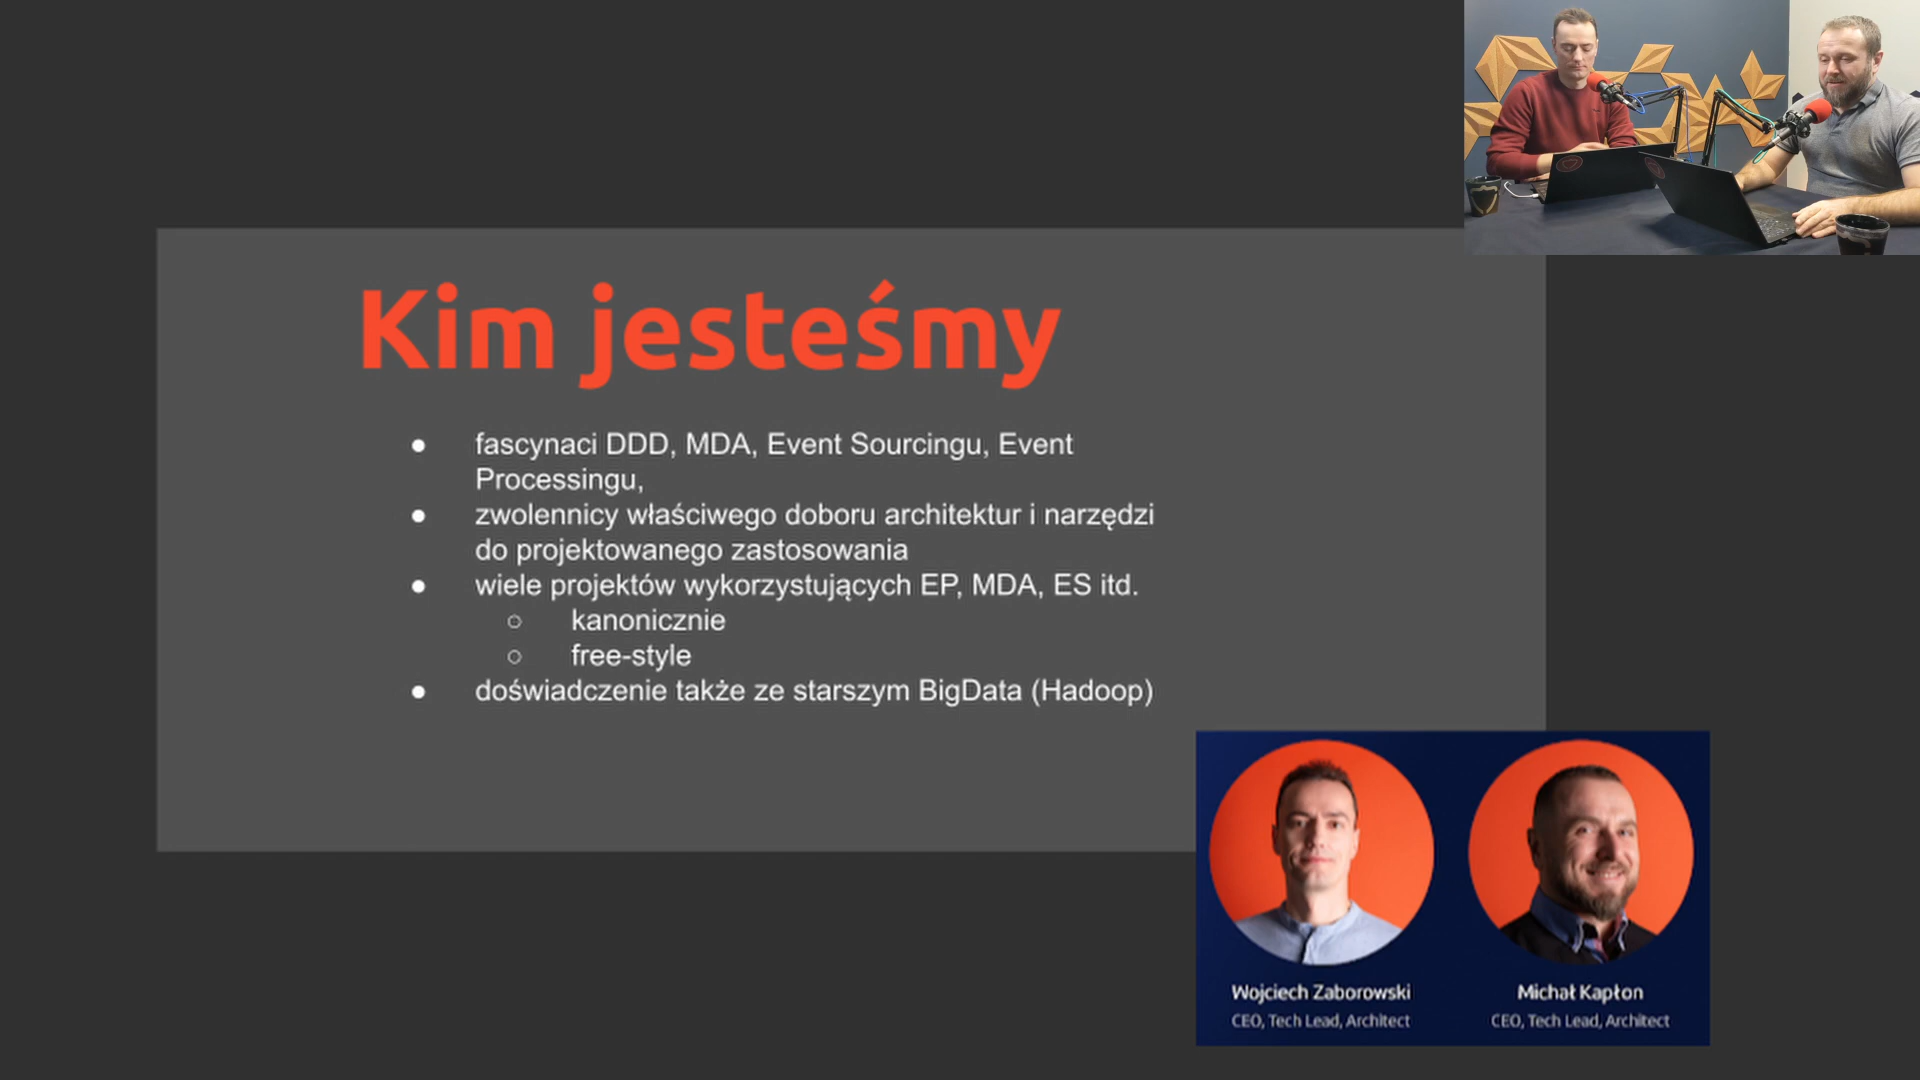 Kim jesteśmy
● fascynaci DDD, MDA, Event Sourcingu, Event
Processingu,
● zwolennicy właściwego doboru architektur i narzędzi
do projektowanego zastosowania
● wiele projektów wykorzystujących EP, MDA, ES itd.
○ kanonicznie
○ free-style
● doświadczenie także ze starszym BigData (Hadoop)
Wojciech Zaborowski
CEO, Tech Lead, Architect
Michał Kapłon
CEO, Tech Lead, Architect